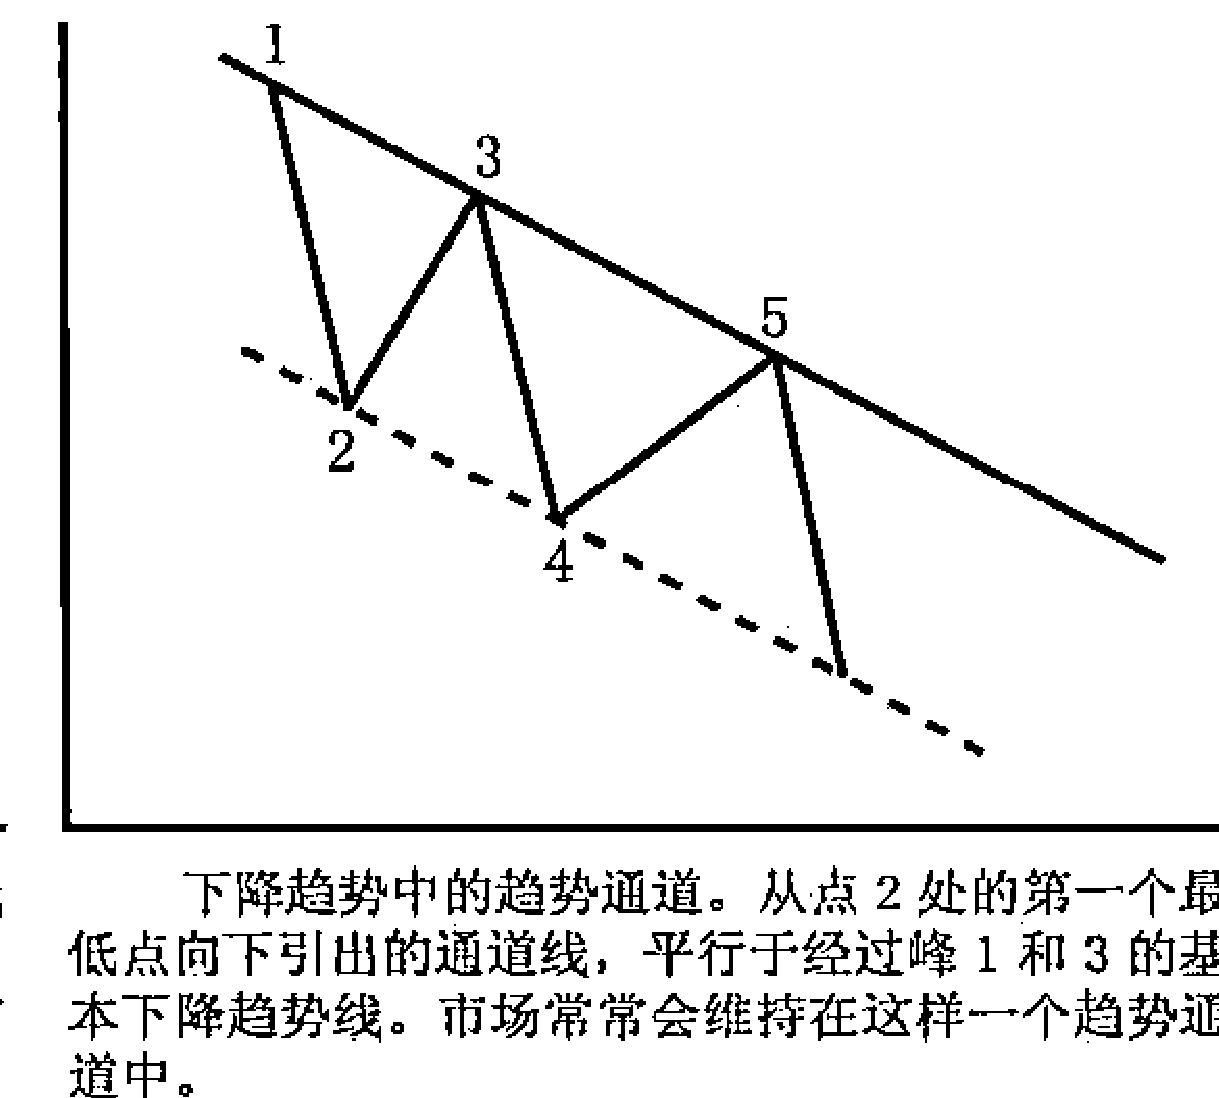 1
3
5
2
4
下降趋势中的趋势通道。从点 2 处的第一个最
低点向下引出的通道线，平行于经过峰 1 和 3 的基
本下降趋势线。市场常常会维持在这样一个趋势通
道中。